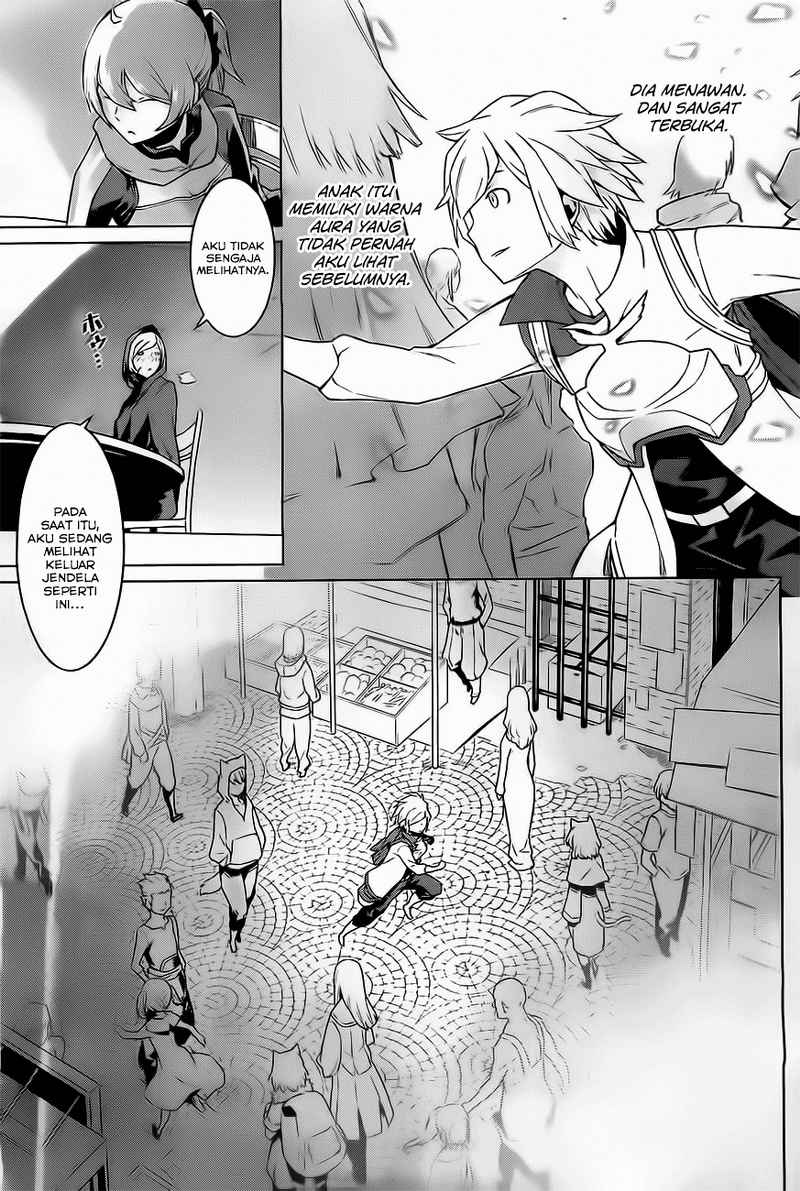 DIA MENAWAN.
DAN SANGAT
TERBUKA.
ANAK ITU
MEMILIKI WARNA
AURA YANG
TIDAK PERNAH
AKU LIHAT
SEBELUMNYA.
AKU TIDAK
SENGAJA
MELIHATNYA.
ホゥ…
PADA
SAAT ITU,
AKU SEDANG
MELIHAT
KELUAR
JENDELA
SEPERTI
INI...